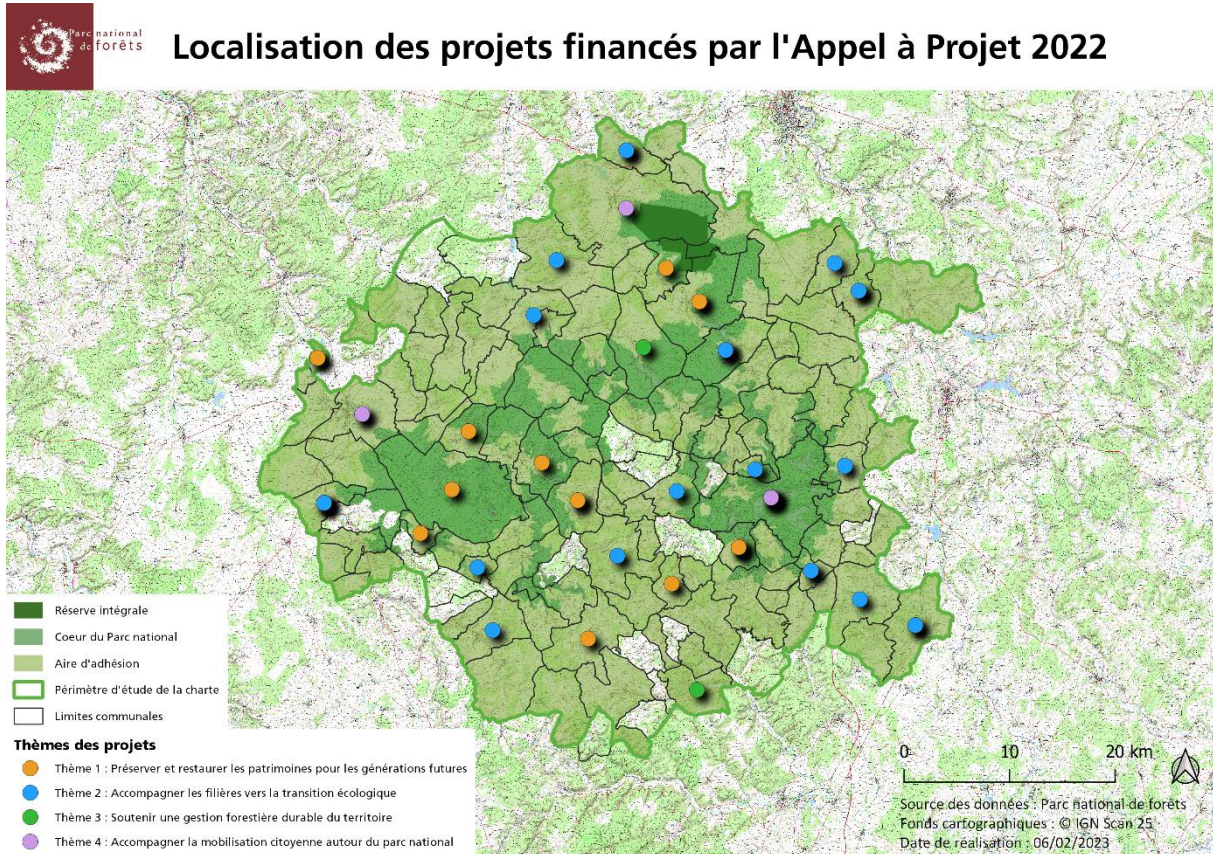 Parc national
de forêts
Localisation des projets financés par l'Appel à Projet 2022
Réserve intégrale
Coeur du Parc national
Aire d'adhésion
Périmètre d'étude de la charte
Limites communales
Thèmes des projets
Thème 1 : Préserver et restaurer les patrimoines pour les générations futures
Thème 2 : Accompagner les filières vers la transition écologique
Thème 3 : Soutenir une gestion forestière durable du territoire
Thème 4 : Accompagner la mobilisation citoyenne autour du parc national
0 10 20 km
Source des données : Parc national de forêts
Fonds cartographiques : © IGN Scan 25
Date de réalisation : 06/02/2023